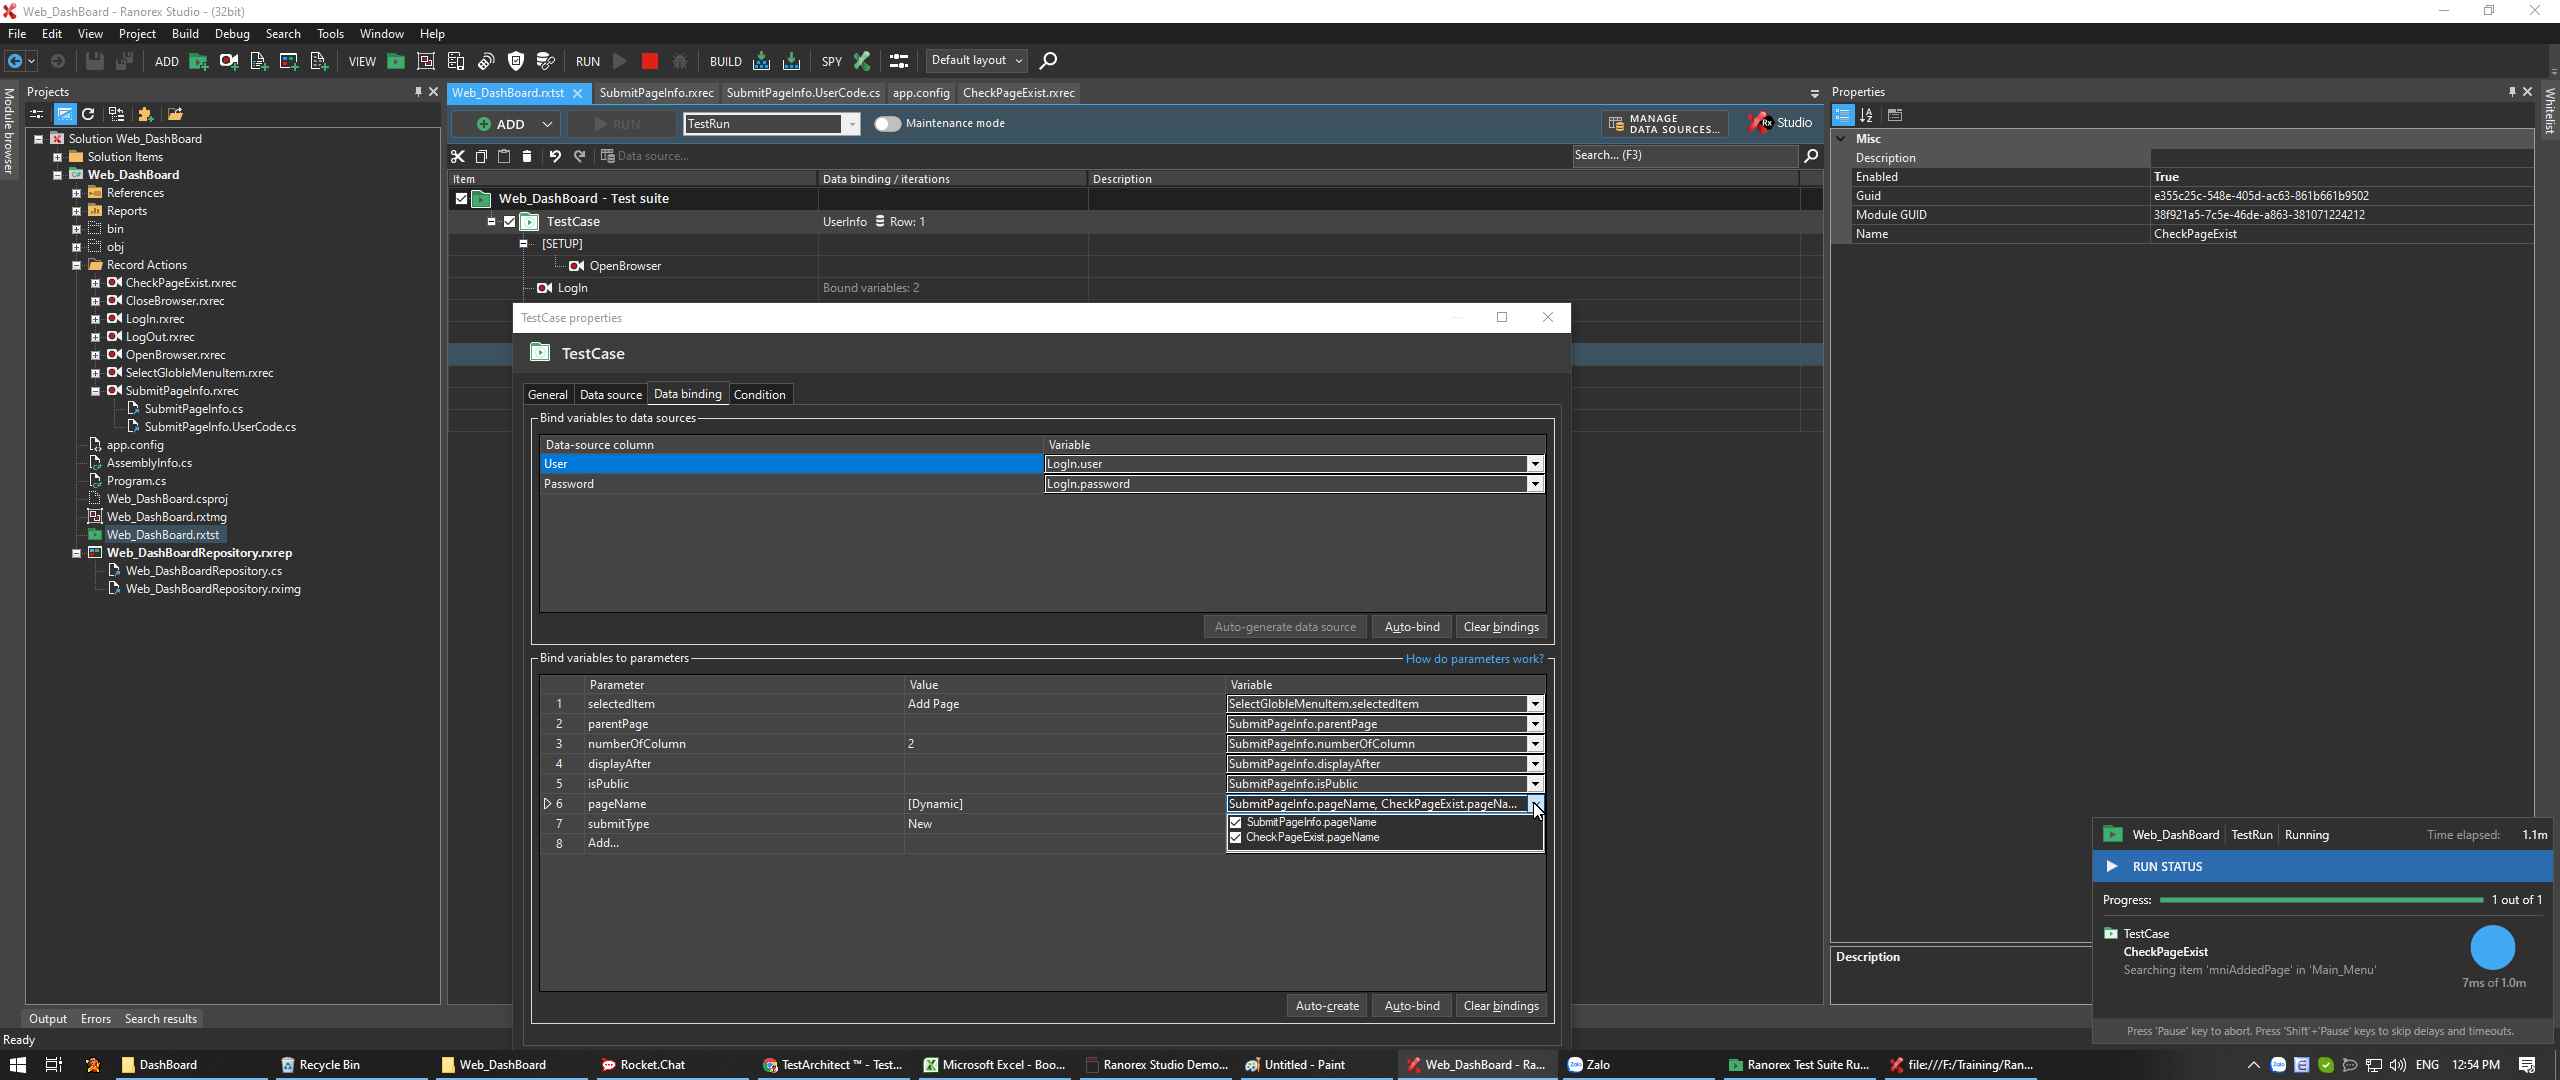 Web_DashBoard - Ranorex Studio - (32bit)
File Edit View Project Build Debug Search Tools Window Help
ADD VIEW RUN BUILD SPY Default layout
Module browser
Projects
Solution Web_DashBoard
Solution Items
Web_DashBoard
References
Reports
bin
obj
Record Actions
CheckPageExist.rxrec
CloseBrowser.rxrec
LogIn.rxrec
LogOut.rxrec
OpenBrowser.rxrec
SelectGlobleMenuItem.rxrec
SubmitPageInfo.rxrec
SubmitPageInfo.cs
SubmitPageInfo.UserCode.cs
app.config
AssemblyInfo.cs
Program.cs
Web_DashBoard.csproj
Web_DashBoard.rxtmg
Web_DashBoard.rxtst
Web_DashBoardRepository.rxrep
Web_DashBoardRepository.cs
Web_DashBoardRepository.rximg
Web_DashBoard.rxtst SubmitPageInfo.rxrec SubmitPageInfo.UserCode.cs app.config CheckPageExist.rxrec
ADD RUN TestRun Maintenance mode MANAGE DATA SOURCES... Rx Studio
Data source... Search... (F3)
Item Data binding / iterations Description
Web_DashBoard - Test suite
TestCase UserInfo Row: 1
[SETUP]
OpenBrowser
LogIn Bound variables: 2
TestCase properties
TestCase
General Data source Data binding Condition
Bind variables to data sources
Data-source column Variable
User LogIn.user
Password LogIn.password
Auto-generate data source Auto-bind Clear bindings
Bind variables to parameters How do parameters work?
Parameter Value Variable
1 selectedItem Add Page SelectGlobleMenuItem.selectedItem
2 parentPage SubmitPageInfo.parentPage
3 numberOfColumn 2 SubmitPageInfo.numberOfColumn
4 displayAfter SubmitPageInfo.displayAfter
5 isPublic SubmitPageInfo.isPublic
6 pageName [Dynamic] SubmitPageInfo.pageName, CheckPageExist.pageNa...
7 submitType New SubmitPageInfo.pageName
CheckPageExist.pageName
8 Add...
Auto-create Auto-bind Clear bindings
Properties
Whitelist
Misc
Description
Enabled True
Guid e355c25c-548e-405d-ac63-861b661b9502
Module GUID 38f921a5-7c5e-46de-a863-381071224212
Name CheckPageExist
Description
Web_DashBoard TestRun Running Time elapsed: 1.1m
RUN STATUS
Progress: 1 out of 1
TestCase
CheckPageExist
Searching item 'mniAddedPage' in 'Main_Menu'
7ms of 1.0m
Press 'Pause' key to abort. Press 'Shift'+'Pause' keys to skip delays and timeouts.
Output Errors Search results
Ready
DashBoard Recycle Bin Web_DashBoard Rocket.Chat TestArchitect ™ - Test... Microsoft Excel - Boo... Ranorex Studio Demo... Untitled - Paint Web_DashBoard - Ra... Zalo Ranorex Test Suite Ru... file:///F:/Training/Ran... ENG 12:54 PM